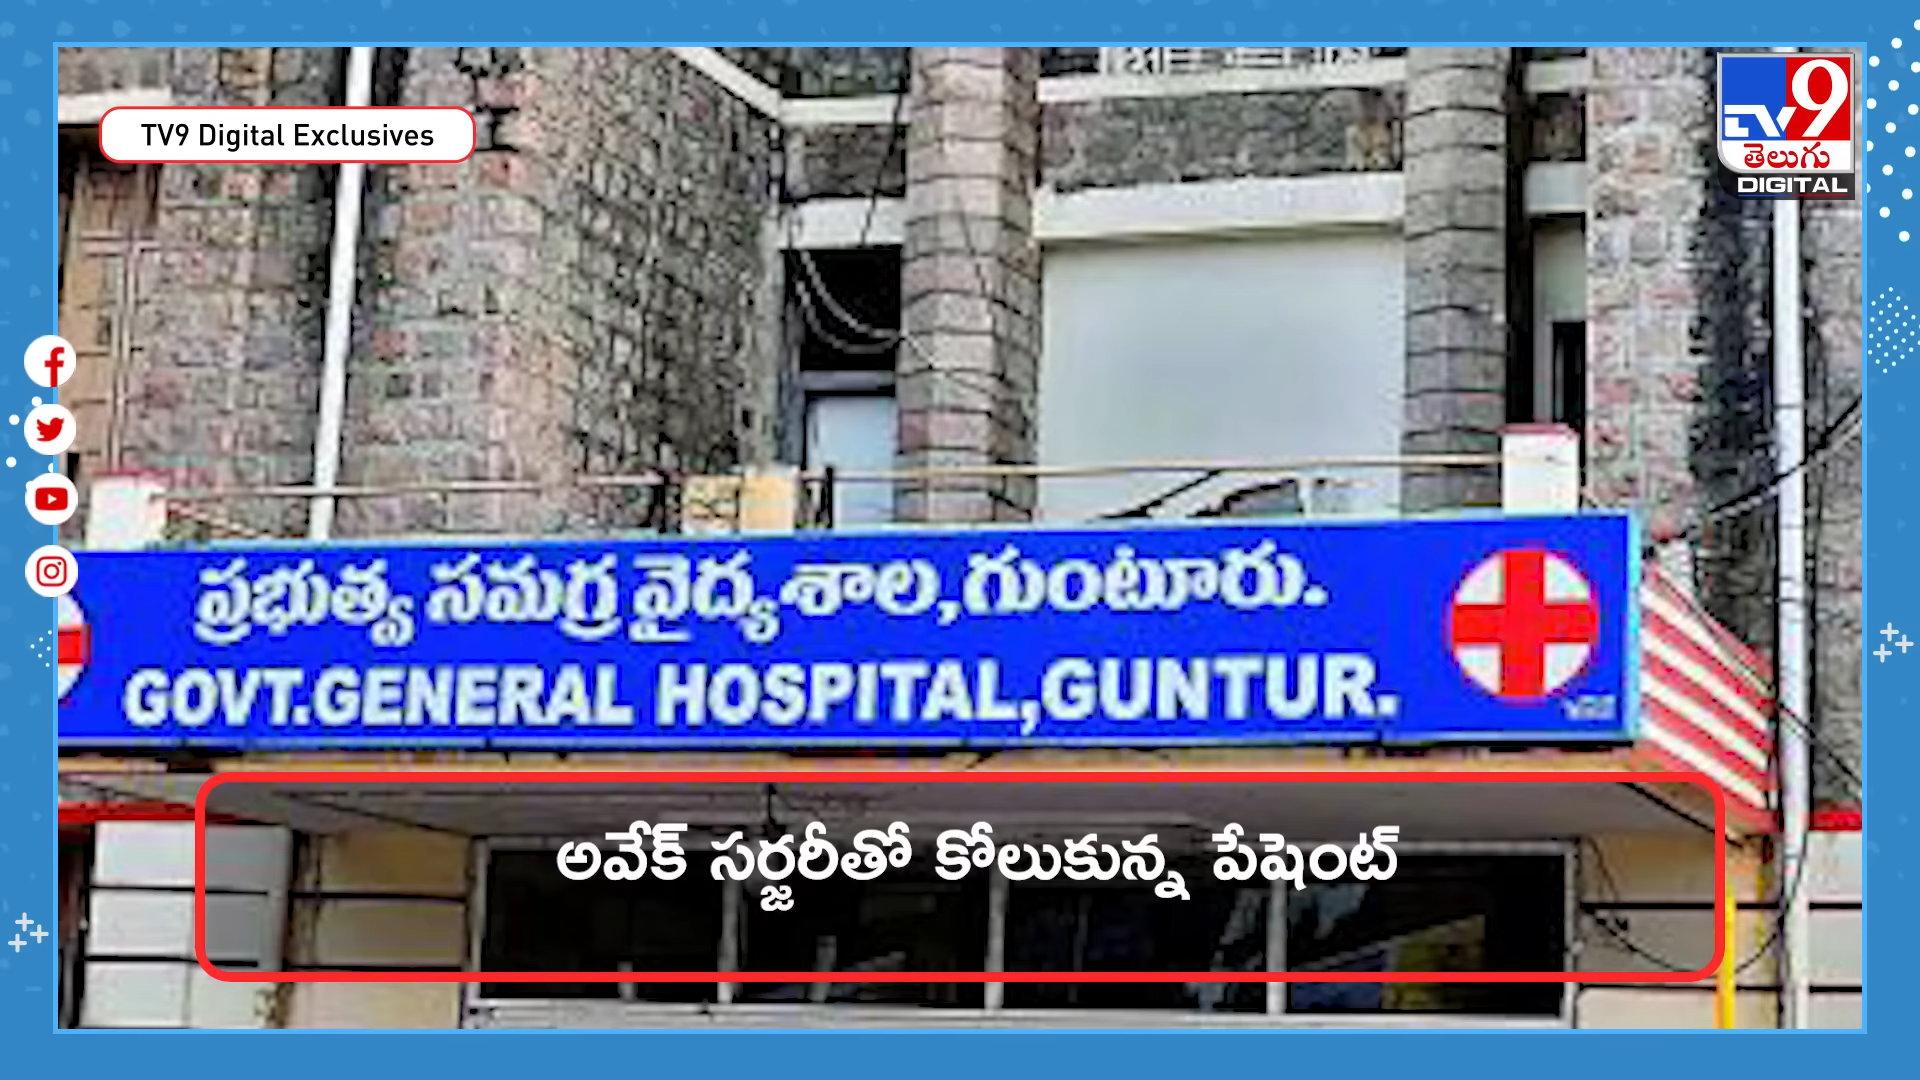 TV9 Digital Exclusives
TV9
తెలుగు
DIGITAL
ప్రభుత్వ సమగ్ర వైద్యశాల,గుంటూరు.
GOVT.GENERAL HOSPITAL,GUNTUR.
అవేక్ సర్జరీతో కోలుకున్న పేషెంట్